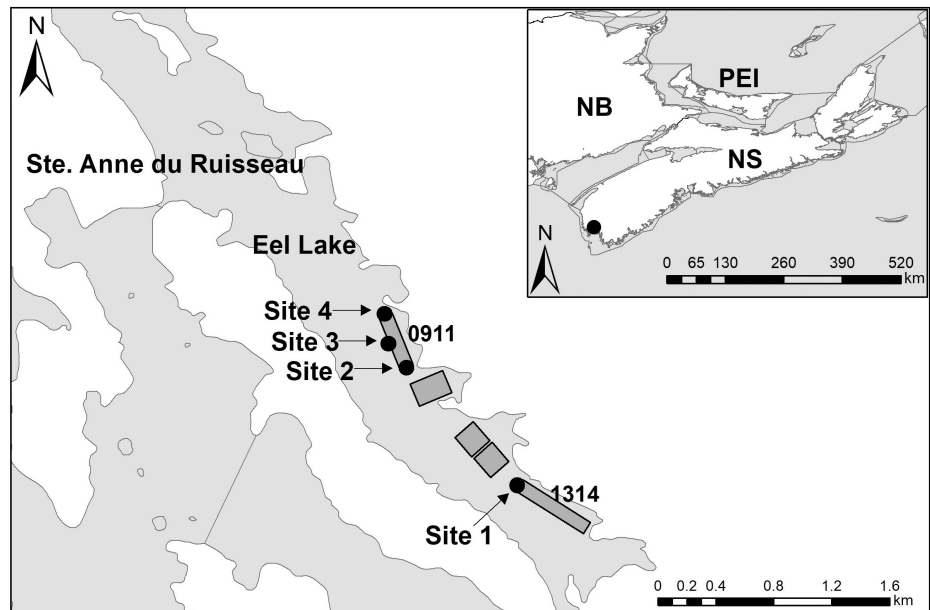 N
Ste. Anne du Ruisseau
Eel Lake
Site 4
0911
Site 3
Site 2
1314
Site 1
0 0.2 0.4 0.8 1.2 1.6
km
PEI
NB
NS
N
0 65 130 260 390 520
km